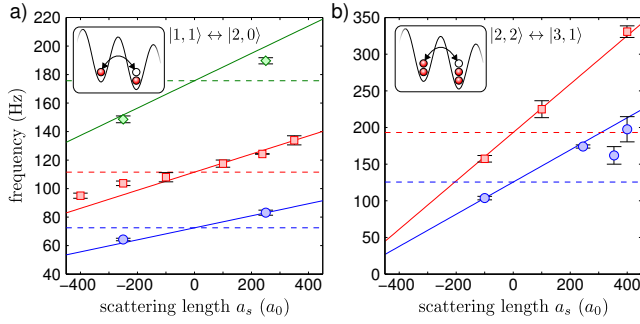 a)
|1, 1⟩ ↔ |2, 0⟩
220
200
180
160
140
120
100
80
60
40
frequency (Hz)
−400 −200 0 200 400
scattering length a_s (a_0)
b)
|2, 2⟩ ↔ |3, 1⟩
350
300
250
200
150
100
50
0
−400 −200 0 200 400
scattering length a_s (a_0)